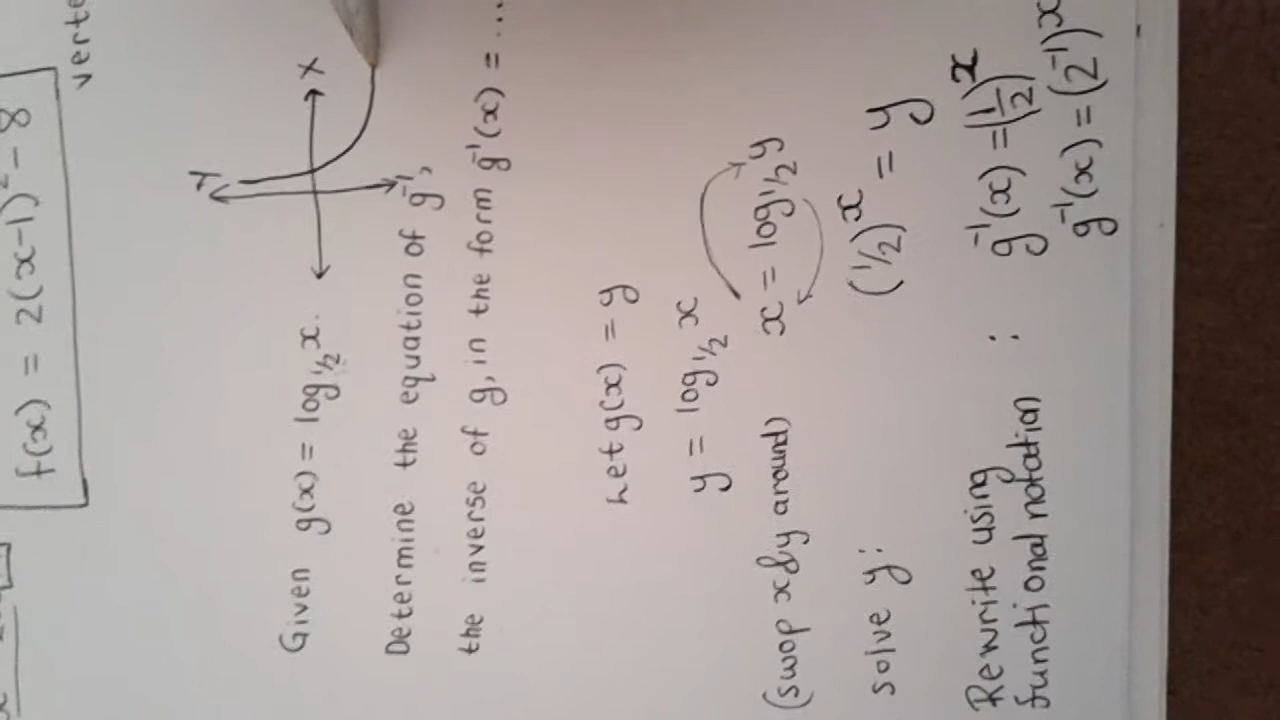 f(x) = 2(x-1)² - 8
verte
Given g(x) = log½ x.
Y
X
Determine the equation of g⁻¹,
the inverse of g, in the form g⁻¹(x) = ...
Let g(x) = y
y = log½ x
(swop x & y around) x = log½ y
solve y: (½)ˣ = y
Rewrite using
functional notation : g⁻¹(x) = (½)ˣ
g⁻¹(x) = (2⁻¹)ˣ